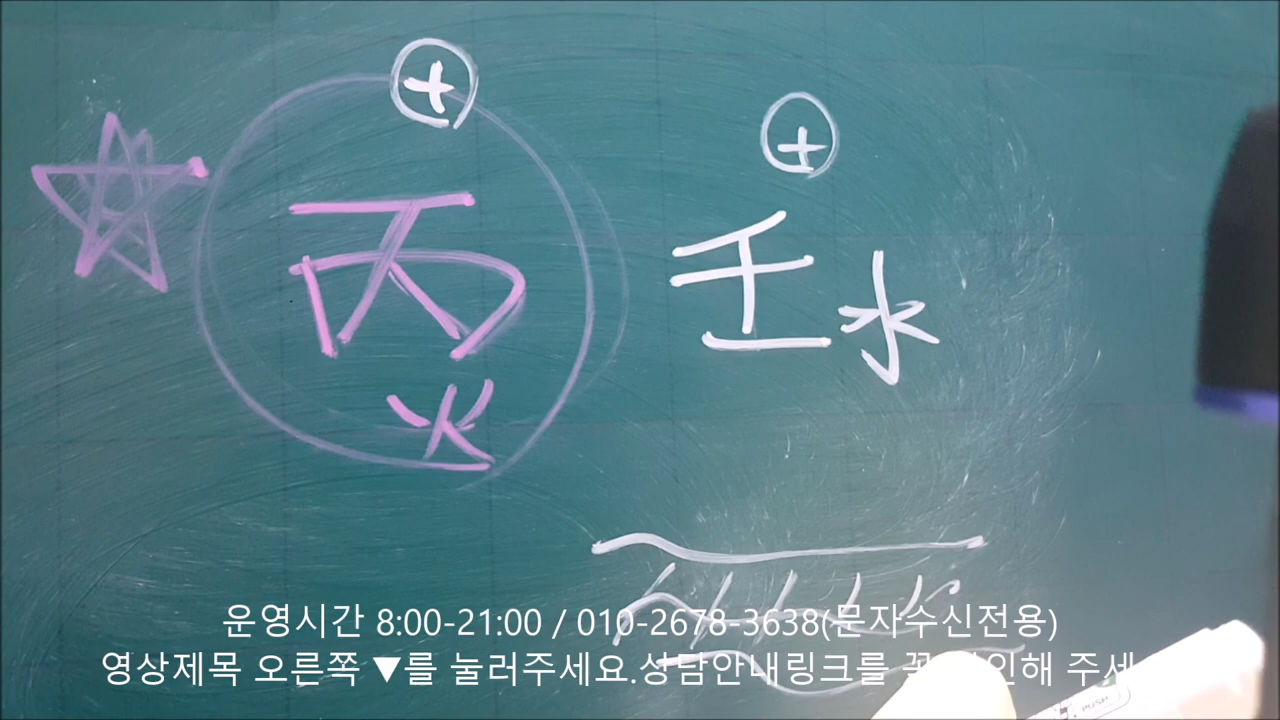 +
+
丙
壬
水
火
운영시간 8:00-21:00 / 010-2678-3638(문자수신전용)
영상제목 오른쪽 ▼를 눌러주세요.상담안내링크를 꼭 주세
PUSH